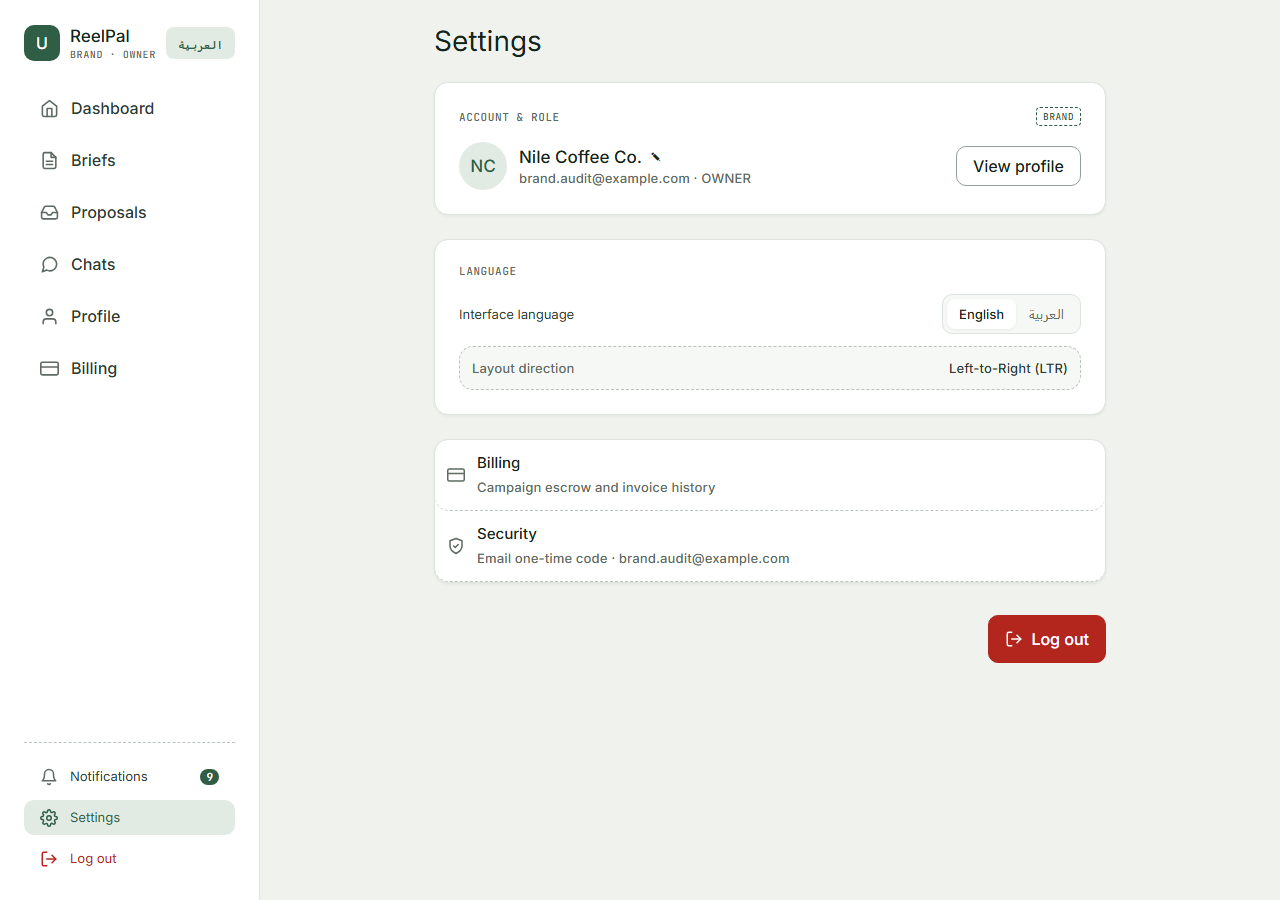 U
ReelPal
BRAND · OWNER
العربية
Dashboard
Briefs
Proposals
Chats
Profile
Billing
Notifications
9
Settings
Log out
Settings
ACCOUNT & ROLE
BRAND
NC
Nile Coffee Co.
brand.audit@example.com · OWNER
View profile
LANGUAGE
Interface language
English
العربية
Layout direction
Left-to-Right (LTR)
Billing
Campaign escrow and invoice history
Security
Email one-time code · brand.audit@example.com
Log out